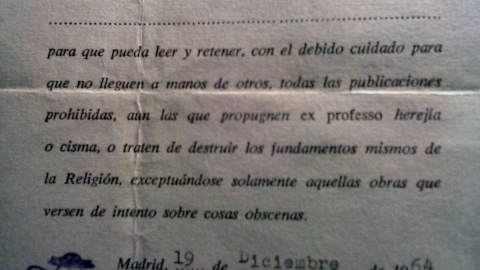 para que pueda leer y retener, con el debido cuidado para
que no lleguen a manos de otros, todas las publicaciones
prohibidas, aun las que propugnen ex professo herejía
o cisma, o traten de destruir los fundamentos mismos de
la Religión, exceptuándose solamente aquellas obras que
versen de intento sobre cosas obscenas.
Madrid, 19 de Diciembre de 1964